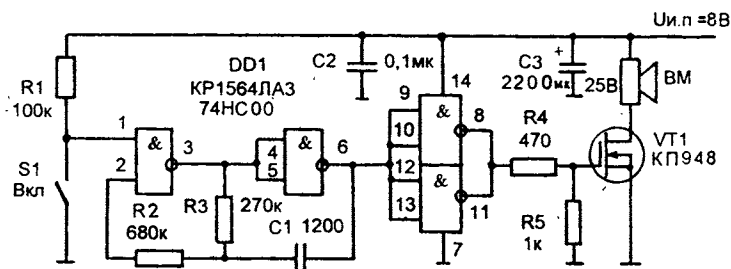 Uи.п =8В
DD1
КР1564ЛА3
74HC00
C2
0,1мк
C3
+
2200мк
25В
ВМ
R1
100к
14
9
10
12
13
8
11
7
&
&
R4
470
VT1
КП948
1
2
&
3
4
5
&
6
S1
Вкл
R2
680к
R3
270к
C1 1200
R5
1к